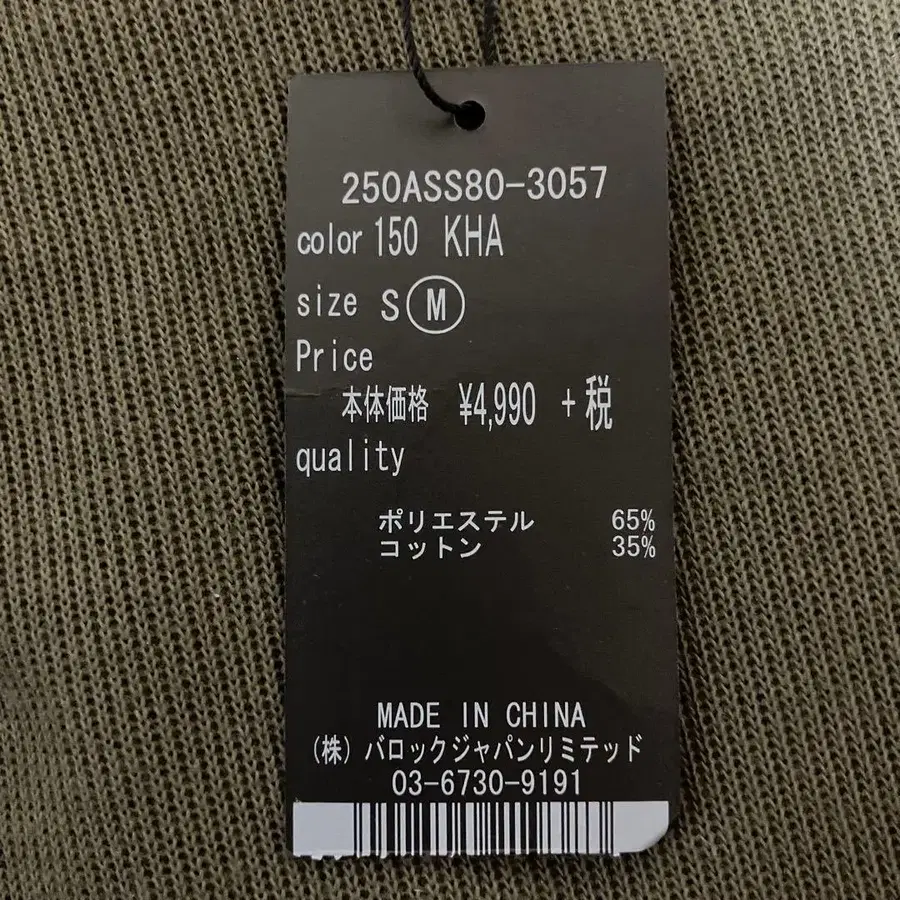 250ASS80-3057
color 150 KHA
size S M
Price
本体価格 ¥4,990 +税
quality
ポリエステル 65%
コットン 35%
MADE IN CHINA
(株)バロックジャパンリミテッド
03-6730-9191